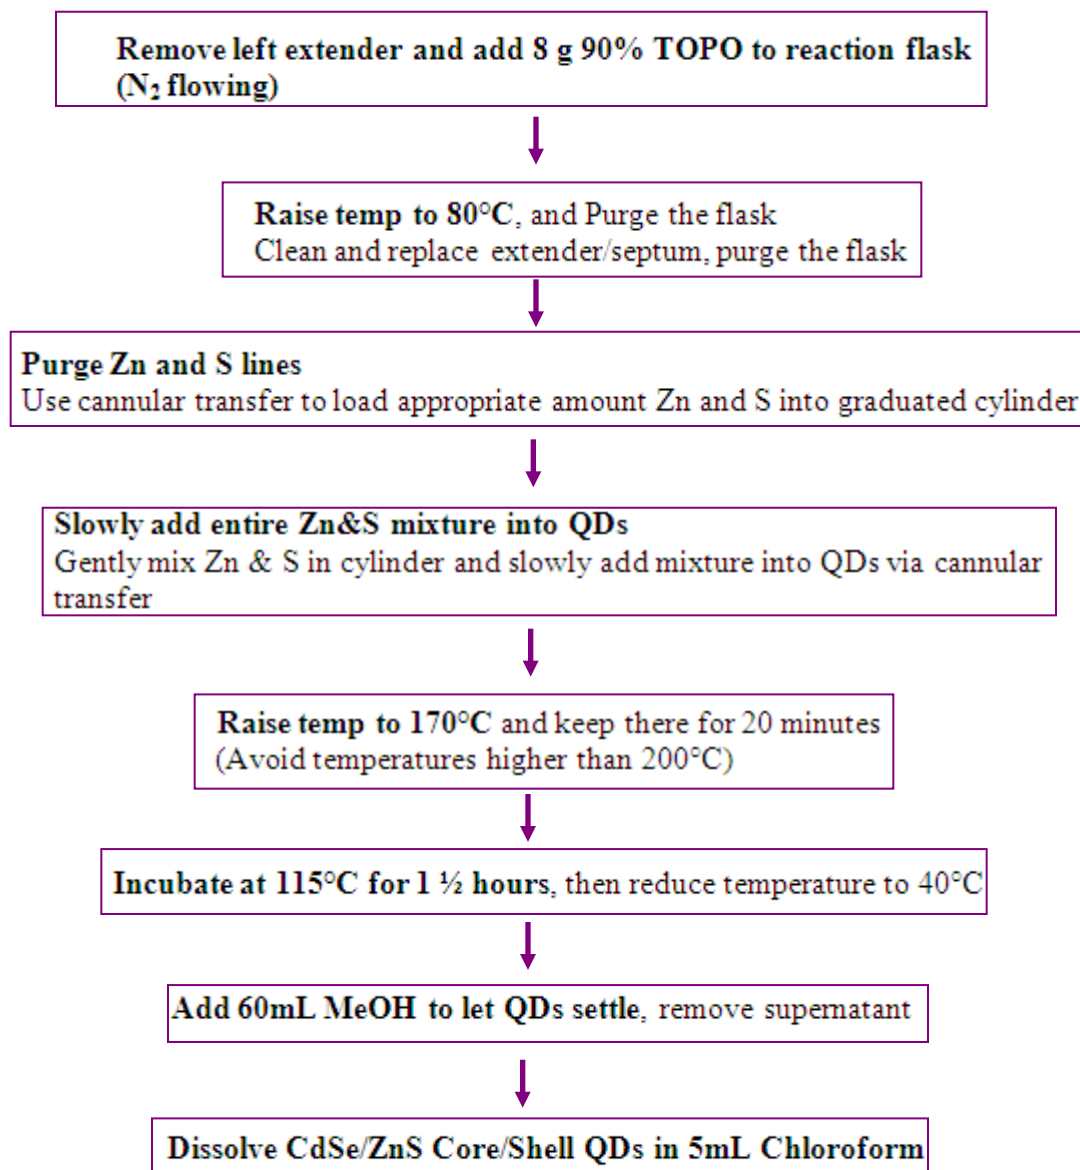 Remove left extender and add 8 g 90% TOPO to reaction flask
(N₂ flowing)
Raise temp to 80°C, and Purge the flask
Clean and replace extender/septum, purge the flask
Purge Zn and S lines
Use cannular transfer to load appropriate amount Zn and S into graduated cylinder
Slowly add entire Zn&S mixture into QDs
Gently mix Zn & S in cylinder and slowly add mixture into QDs via cannular
transfer
Raise temp to 170°C and keep there for 20 minutes
(Avoid temperatures higher than 200°C)
Incubate at 115°C for 1 ½ hours, then reduce temperature to 40°C
Add 60mL MeOH to let QDs settle, remove supernatant
Dissolve CdSe/ZnS Core/Shell QDs in 5mL Chloroform